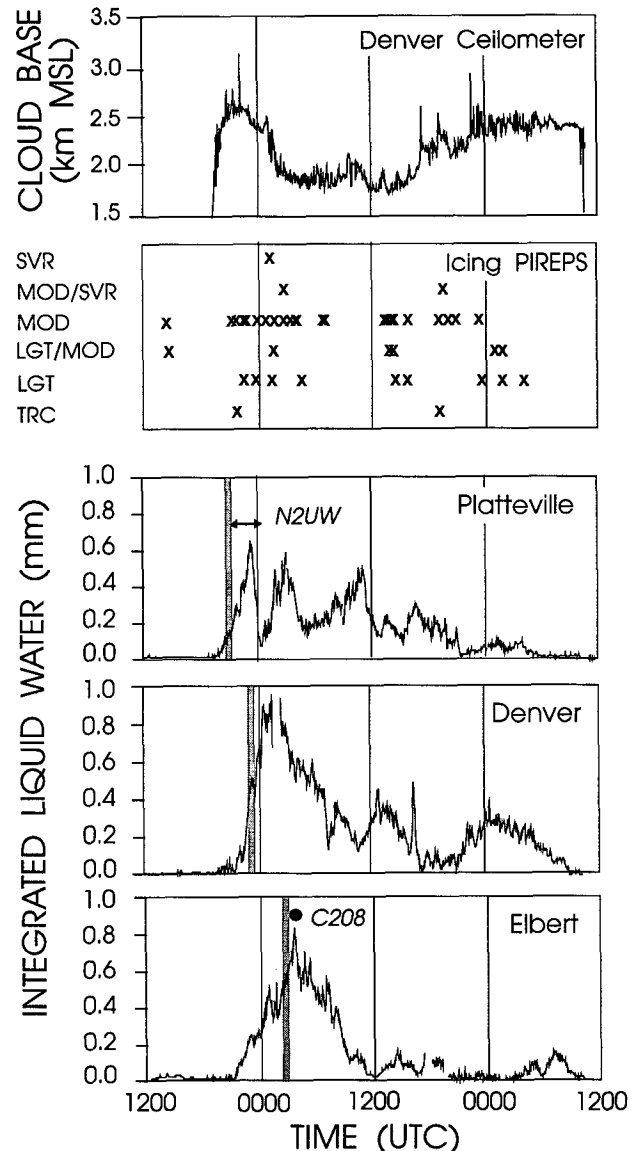 CLOUD BASE
(km MSL)
3.5
3.0
2.5
2.0
1.5
Denver Ceilometer
Icing PIREPS
SVR
MOD/SVR
MOD
LGT/MOD
LGT
TRC
INTEGRATED LIQUID WATER (mm)
1.0
0.8
0.6
0.4
0.2
0.0
N2UW
Platteville
1.0
0.8
0.6
0.4
0.2
0.0
Denver
1.0
0.8
0.6
0.4
0.2
0.0
C208
Elbert
1200 0000 1200 0000 1200
TIME (UTC)